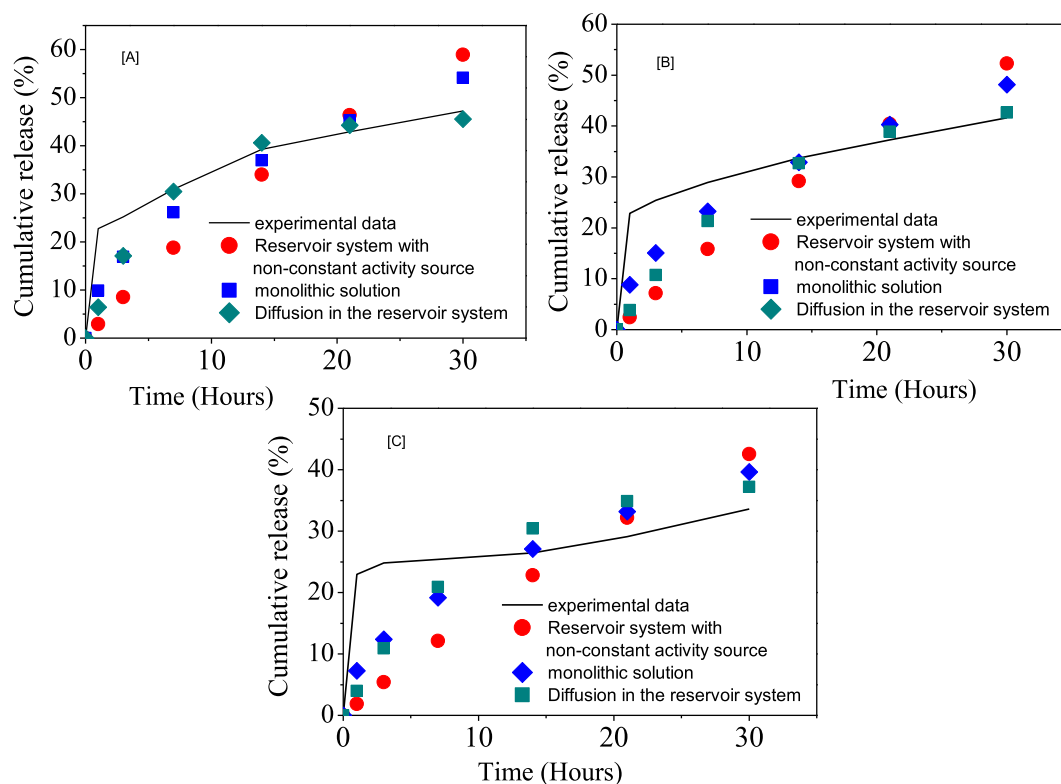 [A]
Cumulative release (%)
60
50
40
30
20
10
0
experimental data
Reservoir system with
non-constant activity source
monolithic solution
Diffusion in the reservoir system
0 10 20 30
Time (Hours)
[B]
Cumulative release (%)
60
50
40
30
20
10
0
experimental data
Reservoir system with
non-constant activity source
monolithic solution
Diffusion in the reservoir system
0 10 20 30
Time (Hours)
[C]
Cumulative release (%)
50
40
30
20
10
0
experimental data
Reservoir system with
non-constant activity source
monolithic solution
Diffusion in the reservoir system
0 10 20 30
Time (Hours)